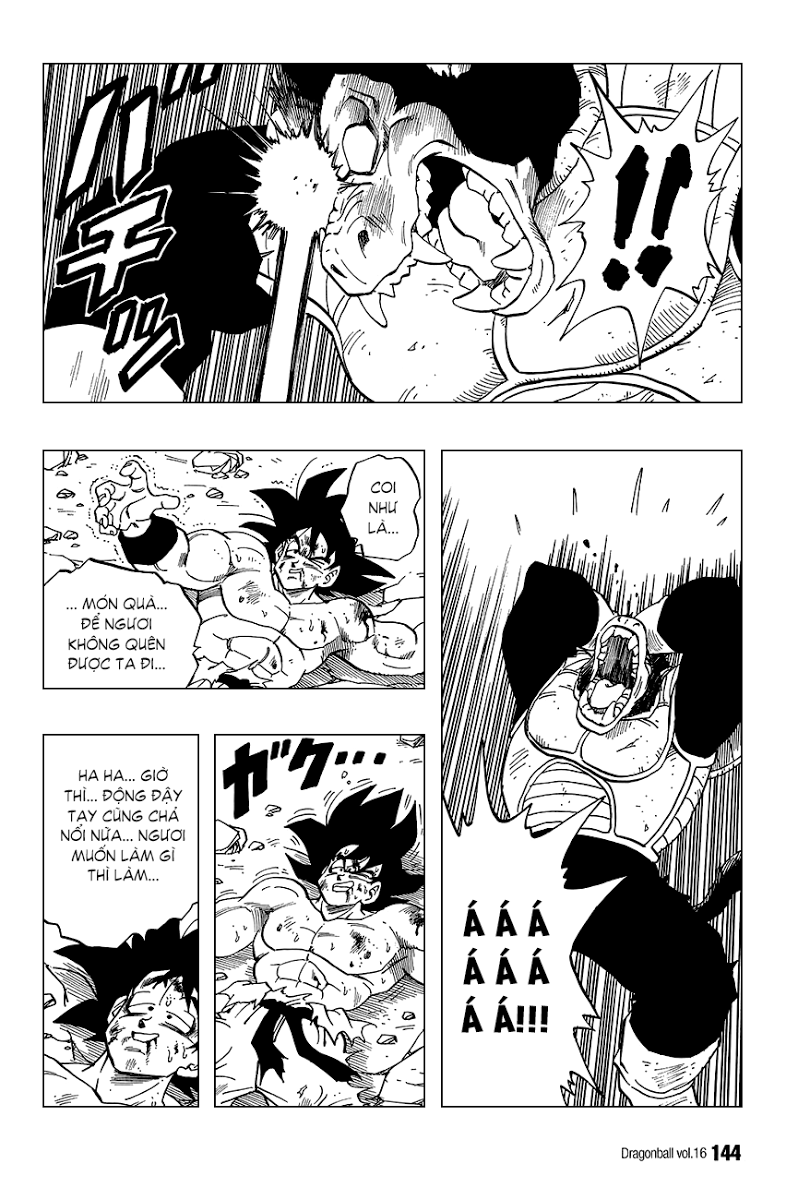 !!
バチッ
Á Á Á
Á Á Á
Á Á!!!
COI
NHƯ
LÀ...
... MÓN QUÀ...
ĐỂ NGƯƠI
KHÔNG QUÊN
ĐƯỢC TA ĐI...
ガク...
HA HA... GIỜ
THÌ... ĐỘNG ĐẬY
TAY CŨNG CHẢ
NỔI NỮA... NGƯƠI
MUỐN LÀM GÌ
THÌ LÀM...
Dragonball vol.16 144